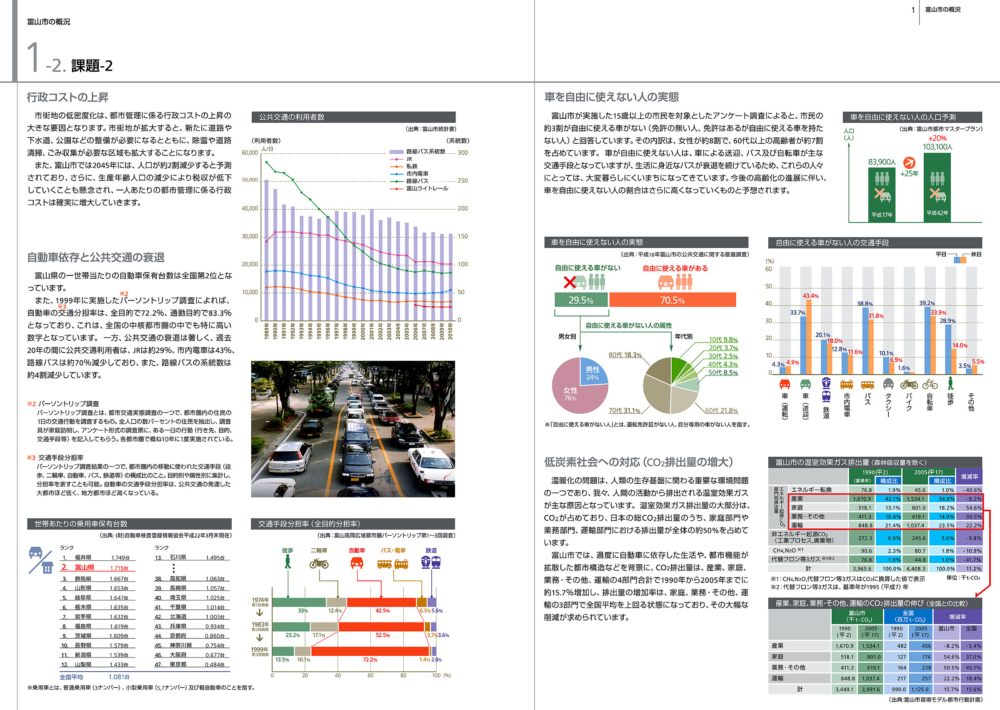 富山市の概況
1 富山市の概況
1-2. 課題-2
行政コストの上昇
市街地の低密度化は、都市管理に係る行政コストの上昇の
大きな要因となります。市街地が拡大すると、新たに道路や
下水道、公園などの整備が必要になるとともに、除雪や道路
清掃、ごみ収集が必要な区域も拡大することになります。
また、富山市では2045年には、人口が約2割減少すると予測
されており、さらに、生産年齢人口の減少により税収が低下
していくことも懸念され、一人あたりの都市管理に係る行政
コストは確実に増大していきます。
自動車依存と公共交通の衰退
富山県の一世帯当たりの自動車保有台数は全国第2位とな
っています。
※2
また、1999年に実施したパーソントリップ調査によれば、
※3
自動車の交通分担率は、全目的で72.2%、通勤目的で83.3%
となっており、これは、全国の中核都市圏の中でも特に高い
数字となっています。一方、公共交通の衰退は著しく、過去
20年の間に公共交通利用者は、JRは約29%、市内電車は43%、
路線バスは約70%減少しており、また、路線バスの系統数は
約4割減少しています。
※2 パーソントリップ調査
パーソントリップ調査とは、都市交通実態調査の一つで、都市圏内の住民の
1日の交通行動を調査するもの。全人口の数パーセントの住民を抽出し、調査
員が家庭訪問し、アンケート形式の調査票に、ある一日の行動（行き先、目的、
交通手段等）を記入してもらう。各都市圏で概ね10年に1度実施されている。
※3 交通手段分担率
パーソントリップ調査結果の一つで、都市圏内の移動に使われた交通手段（徒
歩、二輪車、自動車、バス、鉄道等）の構成比のこと。目的別や属性別に集計し、
分担率を表すことも可能。自動車の交通手段分担率は、公共交通の発達した
大都市ほど低く、地方都市ほど高くなっている。
公共交通の利用者数
（出典：富山市統計書）
（利用者数）
人/日
（系統数）
60,000 300
50,000 250
40,000 200
30,000 150
20,000 100
10,000 50
0 0
路線バス系統数
JR
私鉄
市内電車
路線バス
富山ライトレール
1989年 1990年 1991年 1992年 1993年 1994年 1995年 1996年 1997年 1998年 1999年 2000年 2001年 2002年 2003年 2004年 2005年 2006年 2007年 2008年 2009年 2010年
世帯あたりの乗用車保有台数
（出典：(財)自動車検査登録情報協会平成22年3月末現在）
ランク ランク
1. 福井県 1.749台 13. 石川県 1.495台
2. 富山県 1.715台 ⋮
3. 群馬県 1.667台 38. 高知県 1.063台
4. 山形県 1.653台 39. 長崎県 1.057台
5. 岐阜県 1.647台 40. 埼玉県 1.025台
6. 栃木県 1.635台 41. 千葉県 1.014台
7. 岩手県 1.632台 42. 北海道 1.003台
8. 福島県 1.619台 43. 兵庫県 0.934台
9. 茨城県 1.609台 44. 京都府 0.860台
10. 長野県 1.579台 45. 神奈川県 0.754台
11. 新潟県 1.539台 46. 大阪府 0.677台
12. 山梨県 1.433台 47. 東京都 0.484台
全国平均 1.081台
※乗用車とは、普通乗用車（3ナンバー）、小型乗用車（5,7ナンバー）及び軽自動車のことを指す。
交通手段分担率（全目的分担率）
（出典：富山高岡広域都市圏パーソントリップ第1〜3回調査）
徒歩 二輪車 自動車 バス・電車 鉄道
1974年
第1回調査
33% 12.4% 42.5% 6.5% 5.6%
1983年
第2回調査
23.2% 17.1% 52.5% 3.7% 3.6%
1999年
第3回調査
13.5% 10.1% 72.2% 1.4% 2.8%
0 20 40 60 80 100 (%)
車を自由に使えない人の実態
富山市が実施した15歳以上の市民を対象としたアンケート調査によると、市民の
約3割が自由に使える車がない（免許の無い人、免許はあるが自由に使える車を持た
ない人）と回答しています。その内訳は、女性が約8割で、60代以上の高齢者が約7割
を占めています。 車が自由に使えない人は、車による送迎、バス及び自転車が主な
交通手段となっていますが、生活に身近なバスが衰退を続けているため、これらの人々
にとっては、大変暮らしにくいまちになってきています。今後の高齢化の進展に伴い、
車を自由に使えない人の割合はさらに高くなっていくものと予想されます。
車を自由に使えない人の人口予測
（出典：富山市都市マスタープラン）
人口
（人）
+20%
103,100人
83,900人
+25年
平成17年 平成42年
車を自由に使えない人の実態
（出典：平成18年富山市の公共交通に関する意識調査）
自由に使える車がない 自由に使える車がある
29.5% 70.5%
自由に使える車がない人の属性
男女別 年代別
男性
24%
女性
76%
10代 9.8%
20代 3.7%
30代 2.5%
40代 4.3%
50代 8.5%
60代 21.8%
70代 31.1%
80代 18.3%
※「自由に使える車がない人」とは、運転免許証がない人、自分専用の車がない人を指す。
自由に使える車がない人の交通手段
平日 休日
(%)
60
50
40
30
20
10
0
4.3% 4.9%
33.7% 43.4%
20.1% 18.0%
12.8% 11.6%
38.8% 31.8%
10.1% 6.9%
1.6%
39.2% 33.9%
28.9% 14.0%
3.5% 5.5%
車（運転） 車（送迎） 鉄道 市内電車 バス タクシー バイク 自転車 徒歩 その他
低炭素社会への対応（CO₂排出量の増大）
温暖化の問題は、人類の生存基盤に関わる重要な環境問題
の一つであり、我々、人間の活動から排出される温室効果ガス
が主な原因となっています。温室効果ガス排出量の大部分は、
CO₂が占めており、日本の総CO₂排出量のうち、家庭部門や
業務部門、運輸部門における排出量が全体の約50%を占めて
います。
富山市では、過度に自動車に依存した生活や、都市機能が
拡散した都市構造などを背景に、CO₂排出量は、産業、家庭、
業務・その他、運輸の4部門合計で1990年から2005年までに
約15.7%増加し、排出量の増加率は、家庭、業務・その他、運
輸の3部門で全国平均を上回る状態になっており、その大幅な
削減が求められています。
富山市の温室効果ガス排出量（森林吸収量を除く）
1990(平2) 2005(平17) 増減率
〔基準年〕 構成比 構成比
エネルギー起源CO₂
部門別排出量
エネルギー転換 76.8 1.9% 45.6 1.0% -40.6%
産業 1,670.9 42.1% 1,534.1 34.8% -8.2%
家庭 518.1 13.1% 801.0 18.2% 54.6%
業務・その他 411.3 10.4% 619.1 14.0% 50.5%
運輸 848.8 21.4% 1,037.4 23.5% 22.2%
非エネルギー起源CO₂
（工業プロセス,廃棄物） 272.3 6.9% 245.6 5.6% -9.8%
CH₄,N₂O ※1 90.6 2.3% 80.7 1.8% -10.9%
代替フロン等3ガス ※1※2 76.8 1.9% 44.8 1.0% -41.7%
計 3,965.6 100.0% 4,408.3 100.0% 11.2%
※1：CH₄,N₂O,代替フロン等3ガスはCO₂に換算した値で表示 単位：千t-CO₂
※2：代替フロン等3ガスは、基準年が1995（平成7）年
産業、家庭、業務・その他、運輸のCO₂排出量の伸び（全国との比較）
富山市 全国 増減率
（千t-CO₂） （百万t-CO₂）
1990 2005 1990 2005 富山市 全国
（平2） （平17） （平2） （平17）
産業 1,670.9 1,534.1 482 456 -8.2% -5.4%
家庭 518.1 801.0 127 174 54.6% 37.0%
業務・その他 411.3 619.1 164 238 50.5% 45.1%
運輸 848.8 1,037.4 217 257 22.2% 18.4%
計 3,449.1 3,991.6 990.0 1,125.0 15.7% 13.6%
（出典:富山市環境モデル都市行動計画）